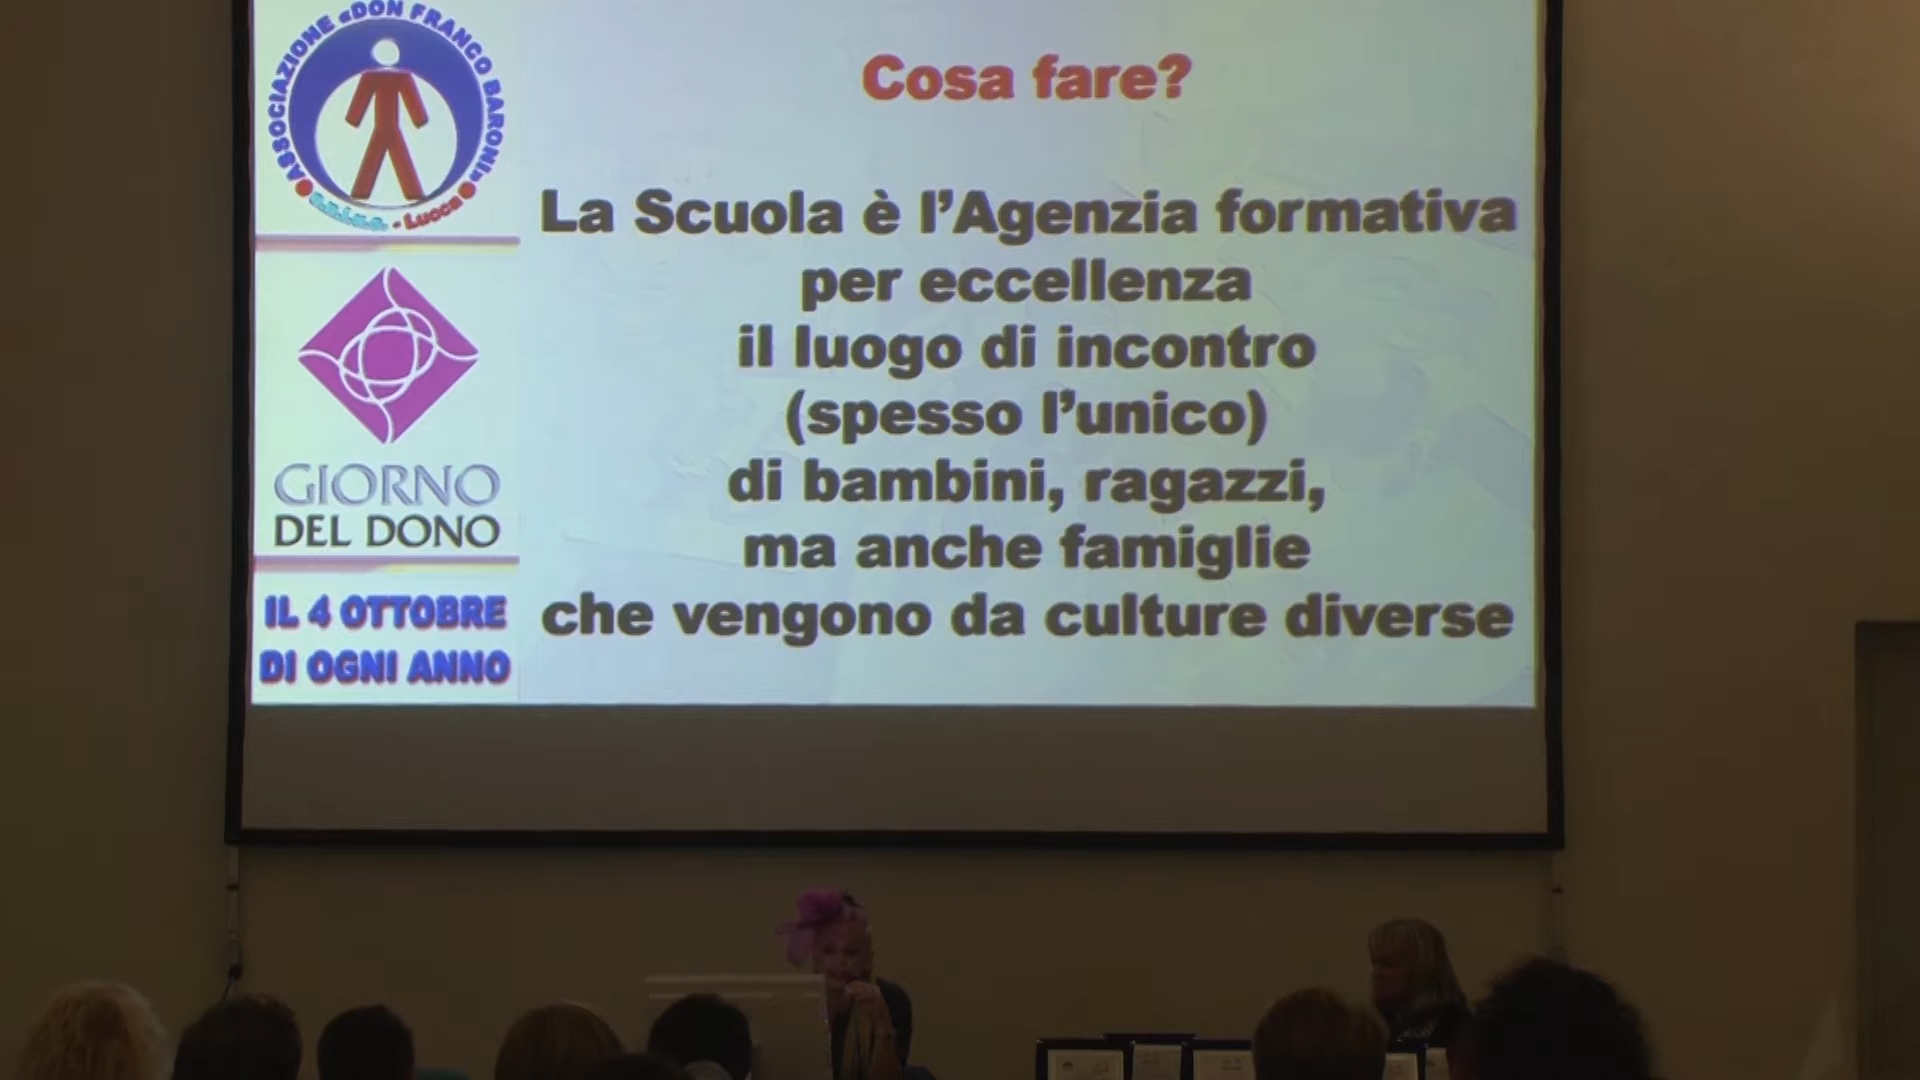 ASSOCIAZIONE «DON FRANCO BARONI»
O.N.L.U.S. - Lucca
GIORNO
DEL DONO
IL 4 OTTOBRE
DI OGNI ANNO
Cosa fare?
La Scuola è l'Agenzia formativa
per eccellenza
il luogo di incontro
(spesso l'unico)
di bambini, ragazzi,
ma anche famiglie
che vengono da culture diverse